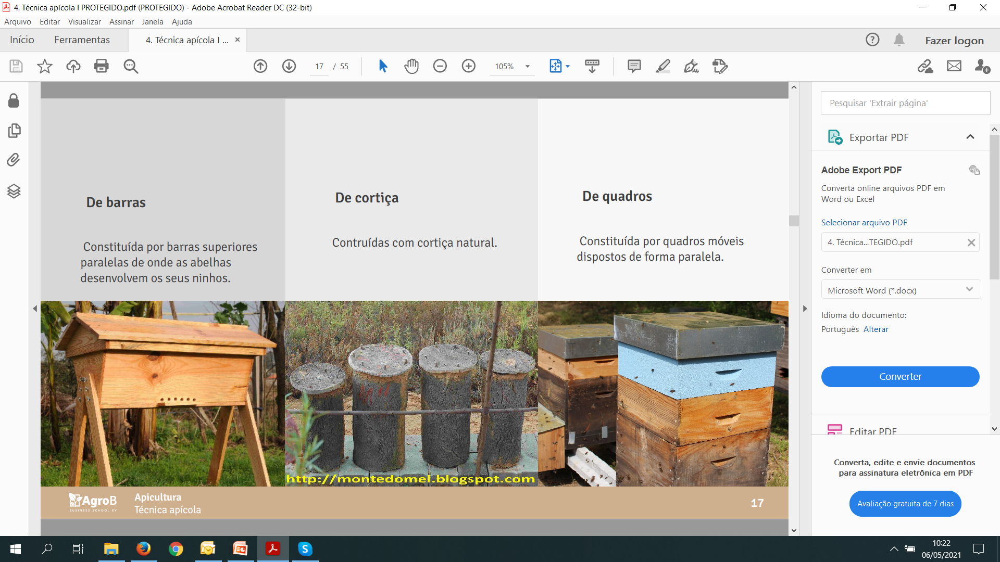 4. Técnica apícola I PROTEGIDO.pdf (PROTEGIDO) - Adobe Acrobat Reader DC (32-bit)
Arquivo Editar Visualizar Assinar Janela Ajuda
Início Ferramentas 4. Técnica apícola I ... Fazer logon
17 / 55 105%
Pesquisar 'Extrair página'
Exportar PDF
Adobe Export PDF
Converta online arquivos PDF em
Word ou Excel
Selecionar arquivo PDF
4. Técnica...TEGIDO.pdf
Converter em
Microsoft Word (*.docx)
Idioma do documento:
Português Alterar
Converter
Editar PDF
Converta, edite e envie documentos
para assinatura eletrônica em PDF
Avaliação gratuita de 7 dias
De barras
Constituída por barras superiores
paralelas de onde as abelhas
desenvolvem os seus ninhos.
De cortiça
Contruídas com cortiça natural.
De quadros
Constituída por quadros móveis
dispostos de forma paralela.
http://montedomel.blogspot.com
AgroB
BUSINESS SCHOOL BY
Apicultura
Técnica apícola
17
10:22
06/05/2021